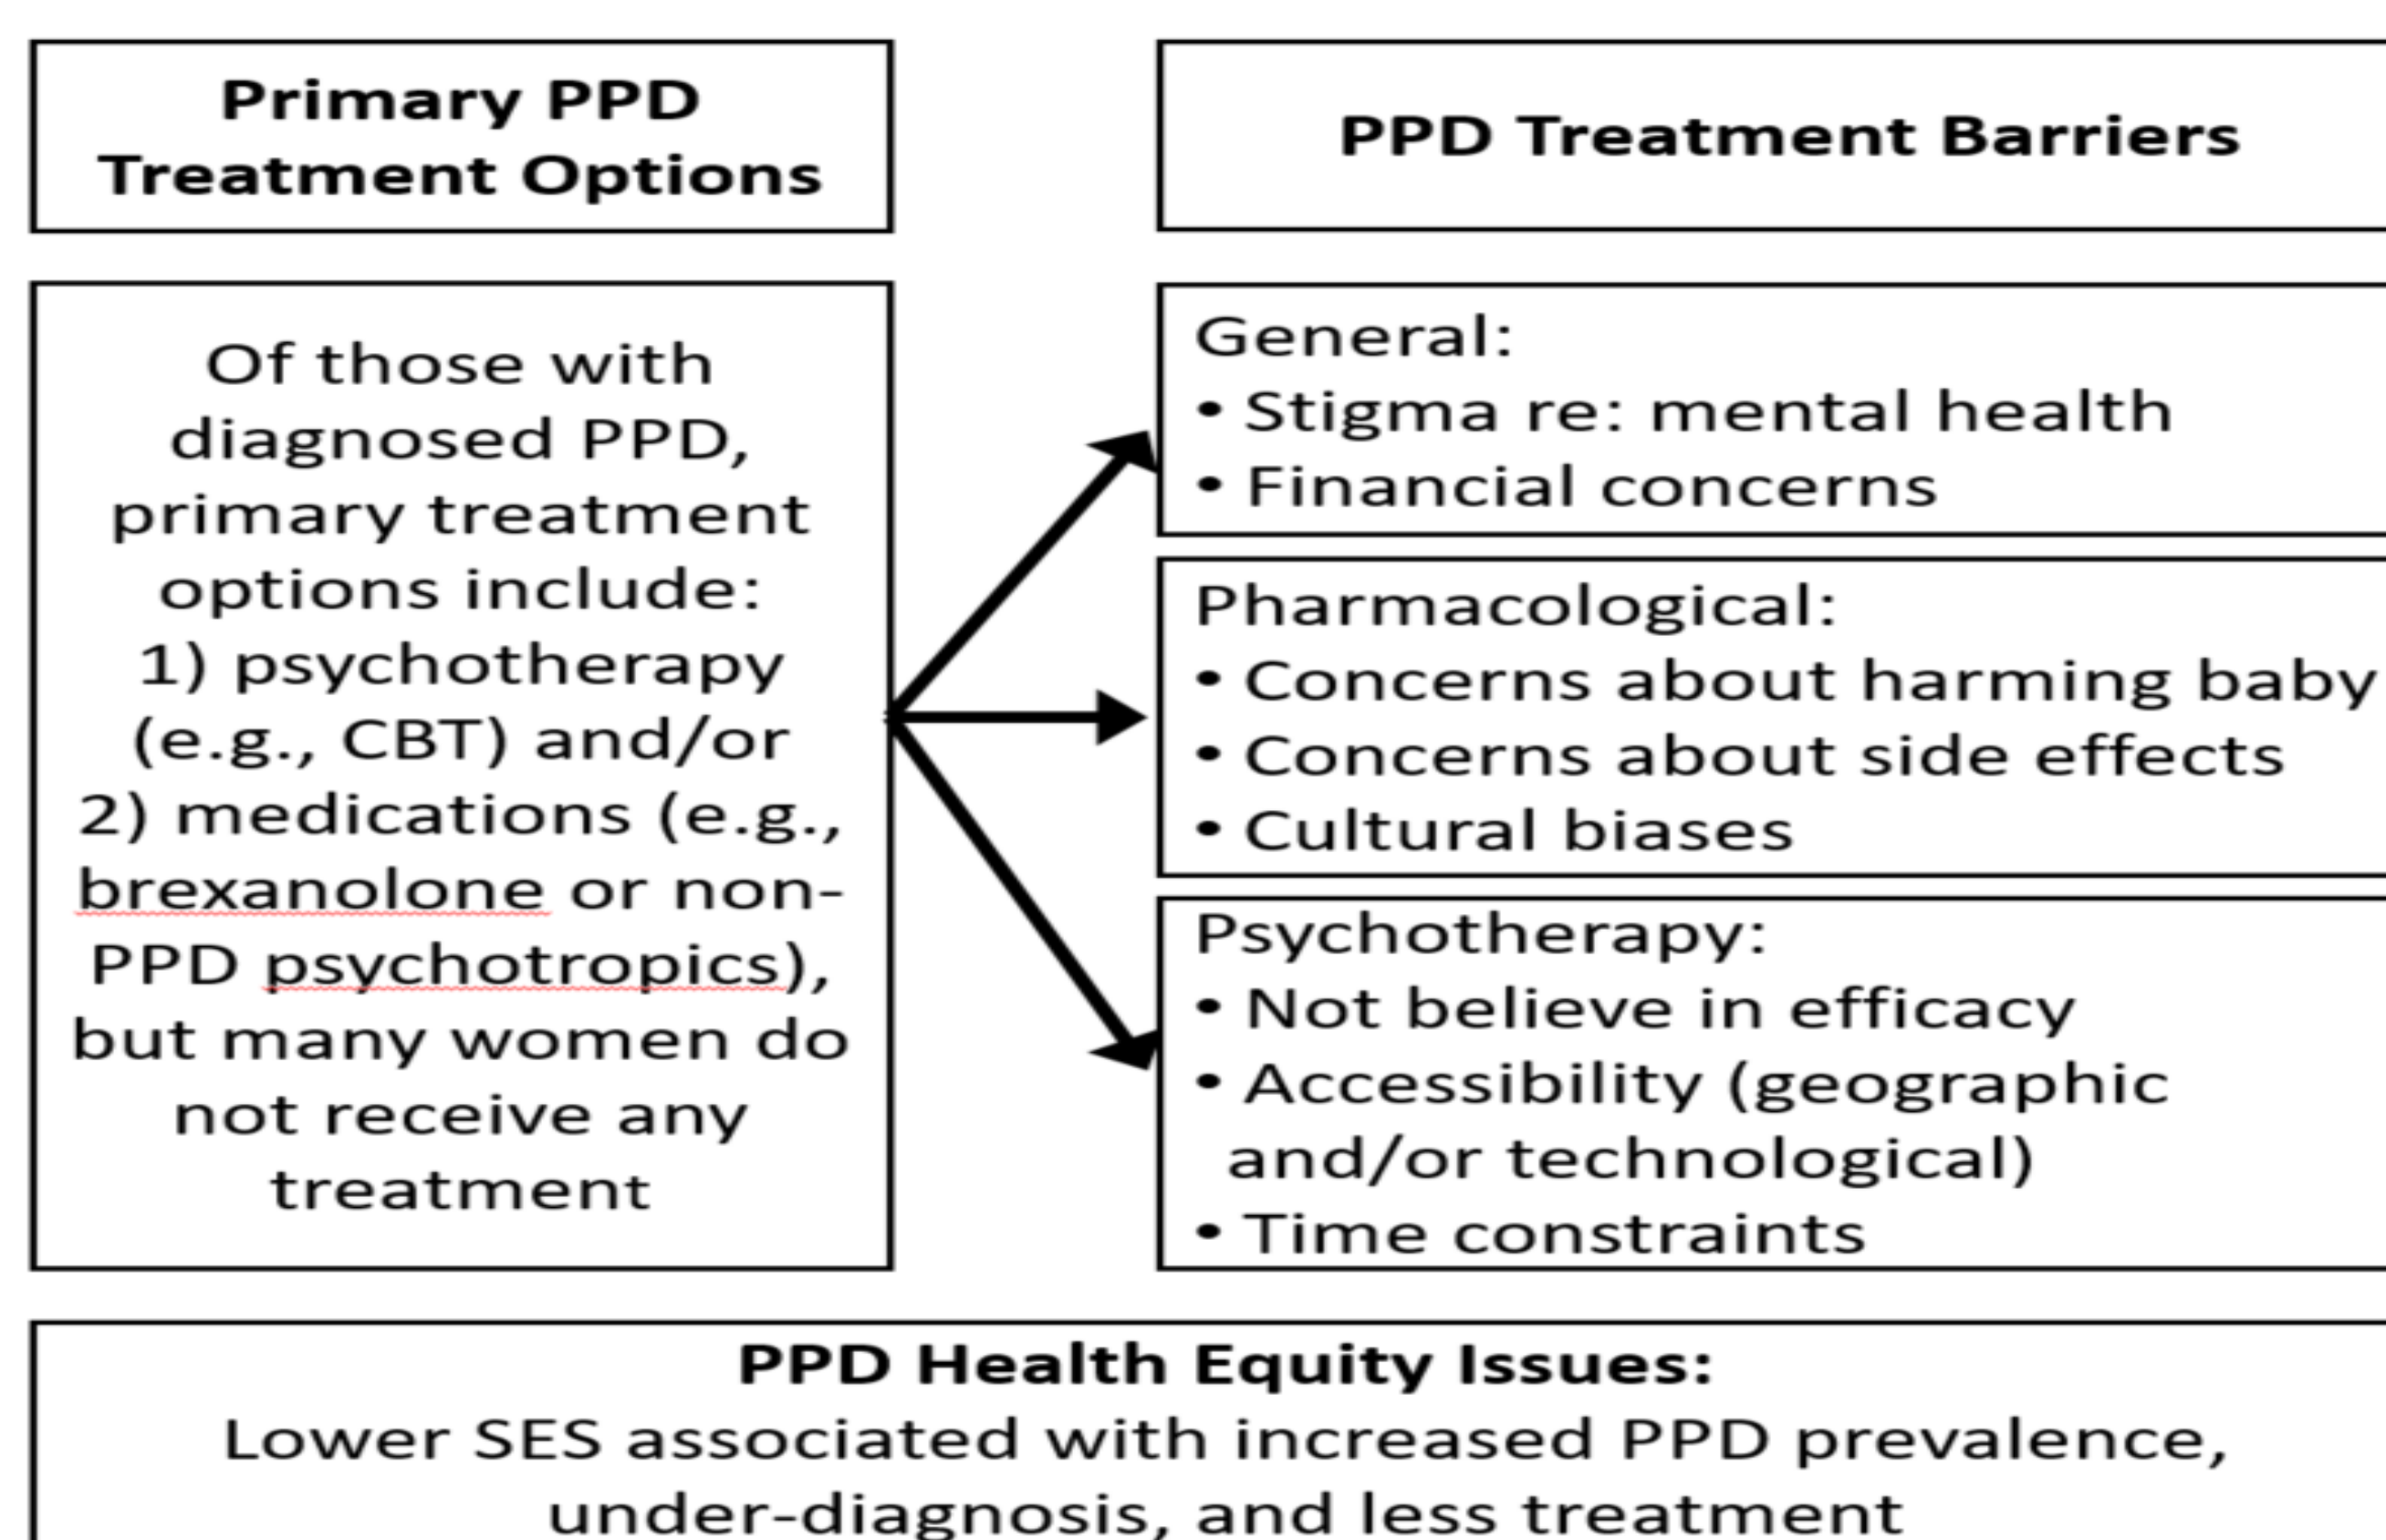 Primary PPD
Treatment Options
PPD Treatment Barriers
Of those with
diagnosed PPD,
primary treatment
options include:
1) psychotherapy
(e.g., CBT) and/or
2) medications (e.g.,
brexanolone or non-
PPD psychotropics),
but many women do
not receive any
treatment
General:
• Stigma re: mental health
• Financial concerns
Pharmacological:
• Concerns about harming baby
• Concerns about side effects
• Cultural biases
Psychotherapy:
• Not believe in efficacy
• Accessibility (geographic
and/or technological)
• Time constraints
PPD Health Equity Issues:
Lower SES associated with increased PPD prevalence,
under-diagnosis, and less treatment